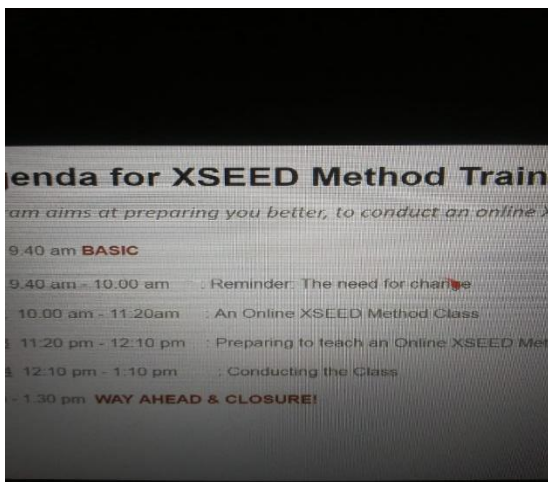 genda for XSEED Method Train
am aims at preparing you better, to conduct an online X
9.40 am BASIC
9.40 am - 10.00 am : Reminder: The need for change
10.00 am - 11:20am : An Online XSEED Method Class
11:20 pm - 12:10 pm : Preparing to teach an Online XSEED Met
12:10 pm - 1:10 pm : Conducting the Class
- 1.30 pm WAY AHEAD & CLOSURE!